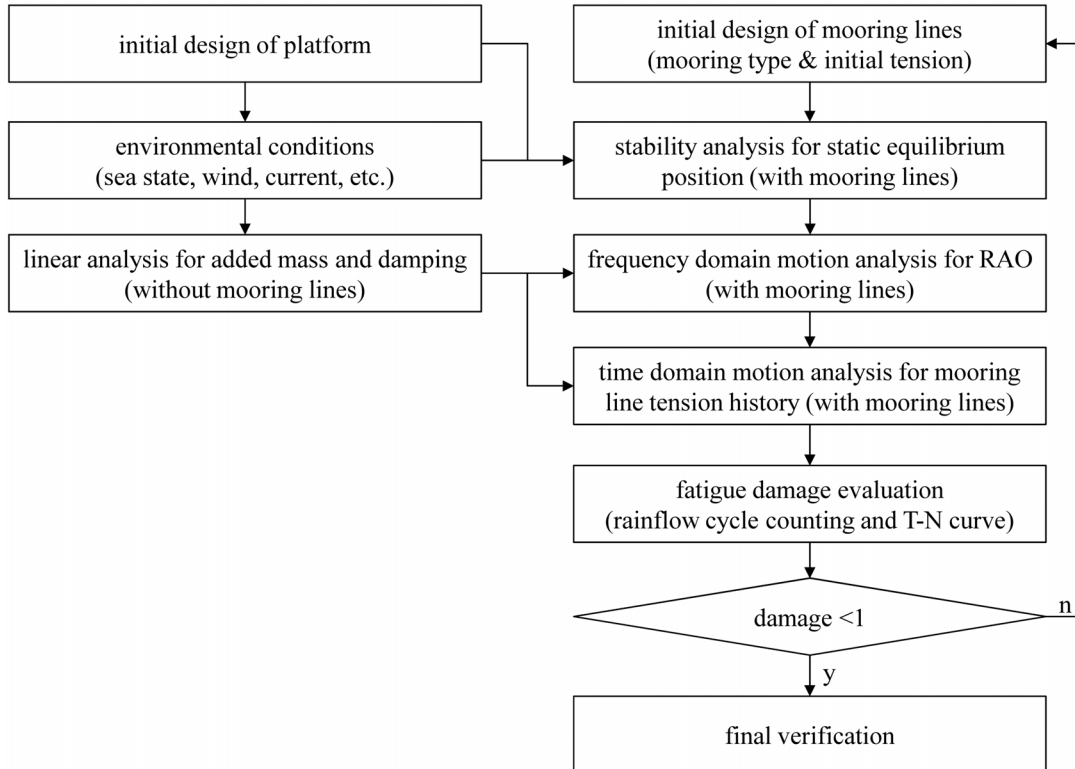 initial design of platform
environmental conditions
(sea state, wind, current, etc.)
linear analysis for added mass and damping
(without mooring lines)
initial design of mooring lines
(mooring type & initial tension)
stability analysis for static equilibrium
position (with mooring lines)
frequency domain motion analysis for RAO
(with mooring lines)
time domain motion analysis for mooring
line tension history (with mooring lines)
fatigue damage evaluation
(rainflow cycle counting and T-N curve)
damage <1
n
y
final verification